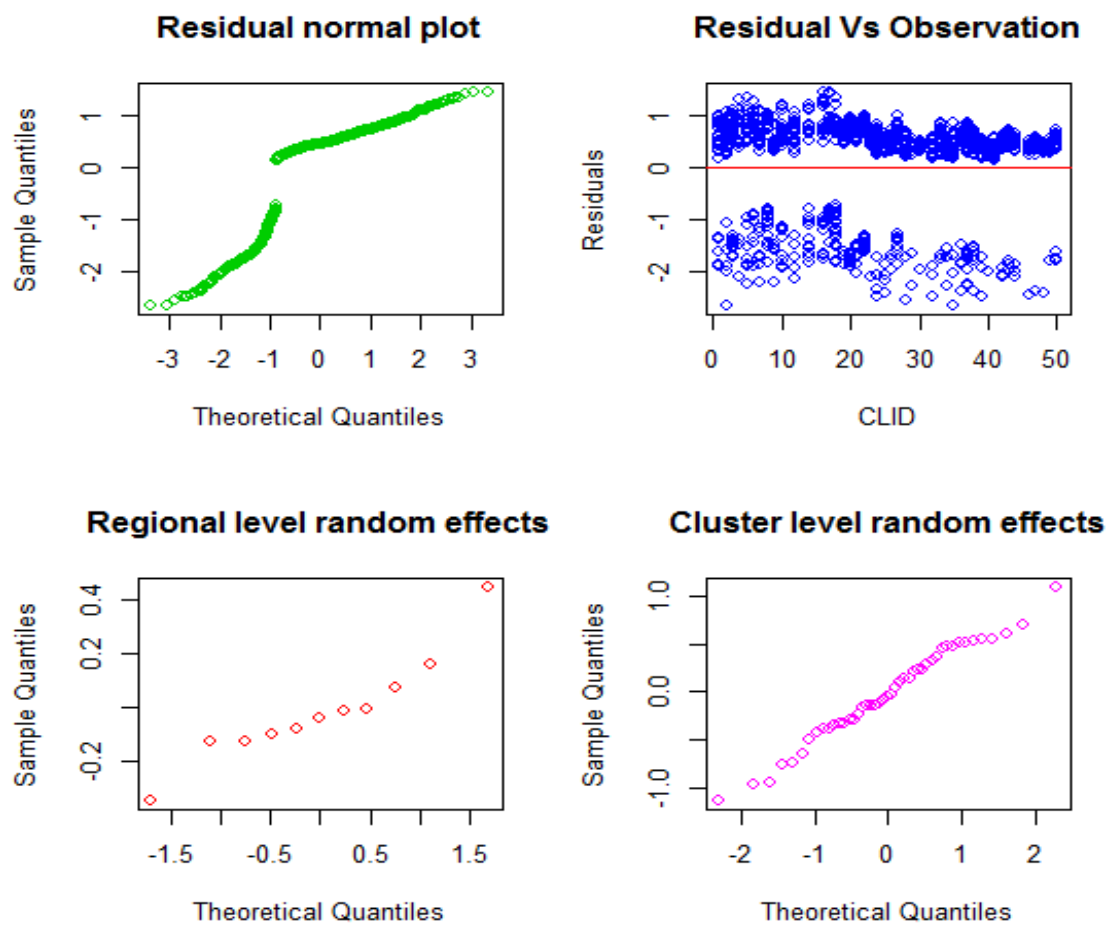 Residual normal plot
Sample Quantiles
1
0
-1
-2
-3 -2 -1 0 1 2 3
Theoretical Quantiles
Residual Vs Observation
Residuals
1
0
-1
-2
0 10 20 30 40 50
CLID
Regional level random effects
Sample Quantiles
0.4
0.2
-0.2
-1.5 -0.5 0.5 1.5
Theoretical Quantiles
Cluster level random effects
Sample Quantiles
1.0
0.0
-1.0
-2 -1 0 1 2
Theoretical Quantiles